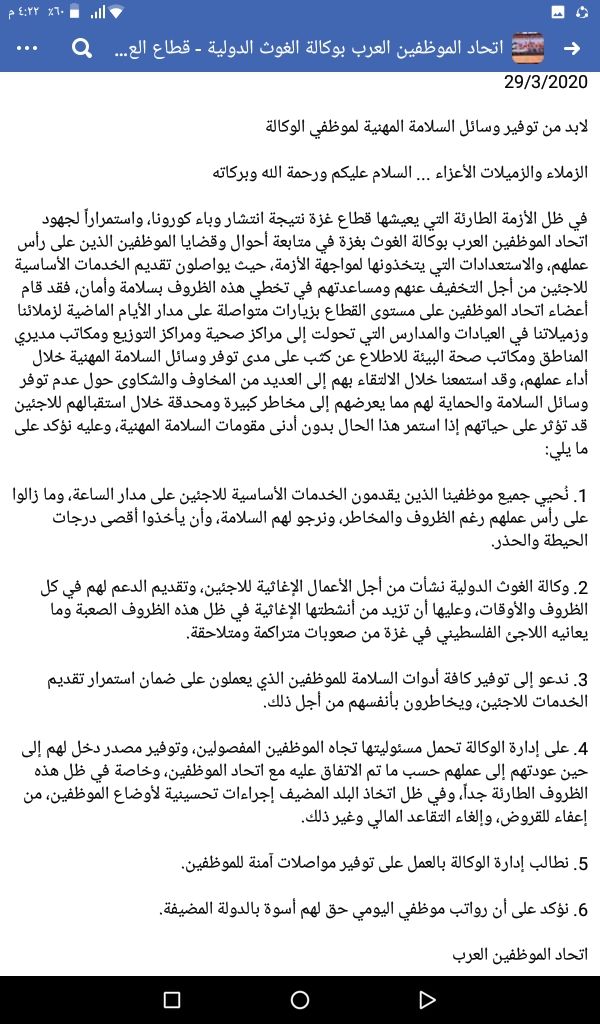 ٤:٢٢ م ٪٦٠
اتحاد الموظفين العرب بوكالة الغوث الدولية - قطاع الع...
29/3/2020
لابد من توفير وسائل السلامة المهنية لموظفي الوكالة
الزملاء والزميلات الأعزاء ... السلام عليكم ورحمة الله وبركاته
في ظل الأزمة الطارئة التي يعيشها قطاع غزة نتيجة انتشار وباء كورونا، واستمراراً لجهود
اتحاد الموظفين العرب بوكالة الغوث بغزة في متابعة أحوال وقضايا الموظفين الذين على رأس
عملهم، والاستعدادات التي يتخذونها لمواجهة الأزمة، حيث يواصلون تقديم الخدمات الأساسية
للاجئين من أجل التخفيف عنهم ومساعدتهم في تخطي هذه الظروف بسلامة وأمان، فقد قام
أعضاء اتحاد الموظفين على مستوى القطاع بزيارات متواصلة على مدار الأيام الماضية لزملائنا
وزميلاتنا في العيادات والمدارس التي تحولت إلى مراكز صحية ومراكز التوزيع ومكاتب مديري
المناطق ومكاتب صحة البيئة للاطلاع عن كثب على مدى توفر وسائل السلامة المهنية خلال
أداء عملهم، وقد استمعنا خلال الالتقاء بهم إلى العديد من المخاوف والشكاوى حول عدم توفر
وسائل السلامة والحماية لهم مما يعرضهم إلى مخاطر كبيرة ومحدقة خلال استقبالهم للاجئين
قد تؤثر على حياتهم إذا استمر هذا الحال بدون أدنى مقومات السلامة المهنية، وعليه نؤكد على
ما يلي:
1. نُحيي جميع موظفينا الذين يقدمون الخدمات الأساسية للاجئين على مدار الساعة، وما زالوا
على رأس عملهم رغم الظروف والمخاطر، ونرجو لهم السلامة، وأن يأخذوا أقصى درجات
الحيطة والحذر.
2. وكالة الغوث الدولية نشأت من أجل الأعمال الإغاثية للاجئين، وتقديم الدعم لهم في كل
الظروف والأوقات، وعليها أن تزيد من أنشطتها الإغاثية في ظل هذه الظروف الصعبة وما
يعانيه اللاجئ الفلسطيني في غزة من صعوبات متراكمة ومتلاحقة.
3. ندعو إلى توفير كافة أدوات السلامة للموظفين الذي يعملون على ضمان استمرار تقديم
الخدمات للاجئين، ويخاطرون بأنفسهم من أجل ذلك.
4. على إدارة الوكالة تحمل مسئوليتها تجاه الموظفين المفصولين، وتوفير مصدر دخل لهم إلى
حين عودتهم إلى عملهم حسب ما تم الاتفاق عليه مع اتحاد الموظفين، وخاصة في ظل هذه
الظروف الطارئة جداً، وفي ظل اتخاذ البلد المضيف إجراءات تحسينية لأوضاع الموظفين، من
إعفاء للقروض، وإلغاء التقاعد المالي وغير ذلك.
5. نطالب إدارة الوكالة بالعمل على توفير مواصلات آمنة للموظفين.
6. نؤكد على أن رواتب موظفي اليومي حق لهم أسوة بالدولة المضيفة.
اتحاد الموظفين العرب